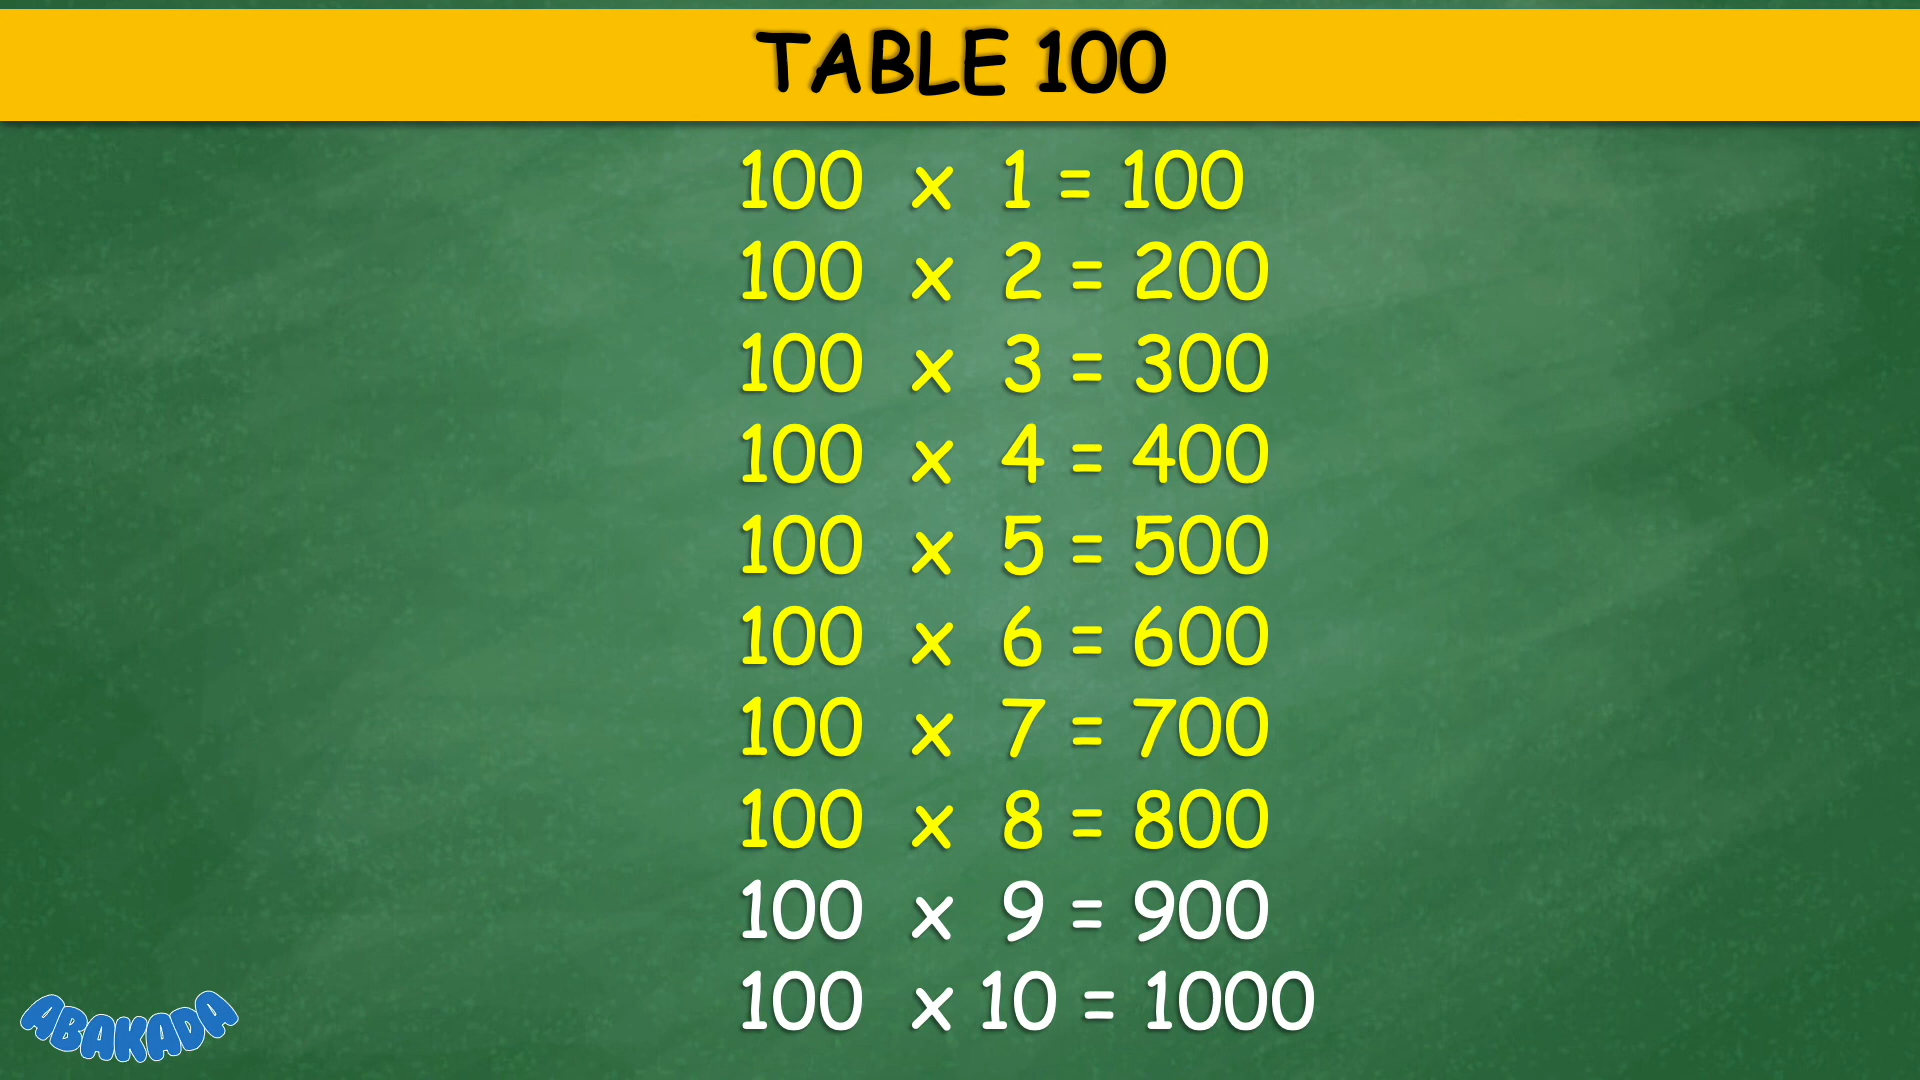 TABLE 100
100 x 1 = 100
100 x 2 = 200
100 x 3 = 300
100 x 4 = 400
100 x 5 = 500
100 x 6 = 600
100 x 7 = 700
100 x 8 = 800
100 x 9 = 900
100 x 10 = 1000
ABAKADA